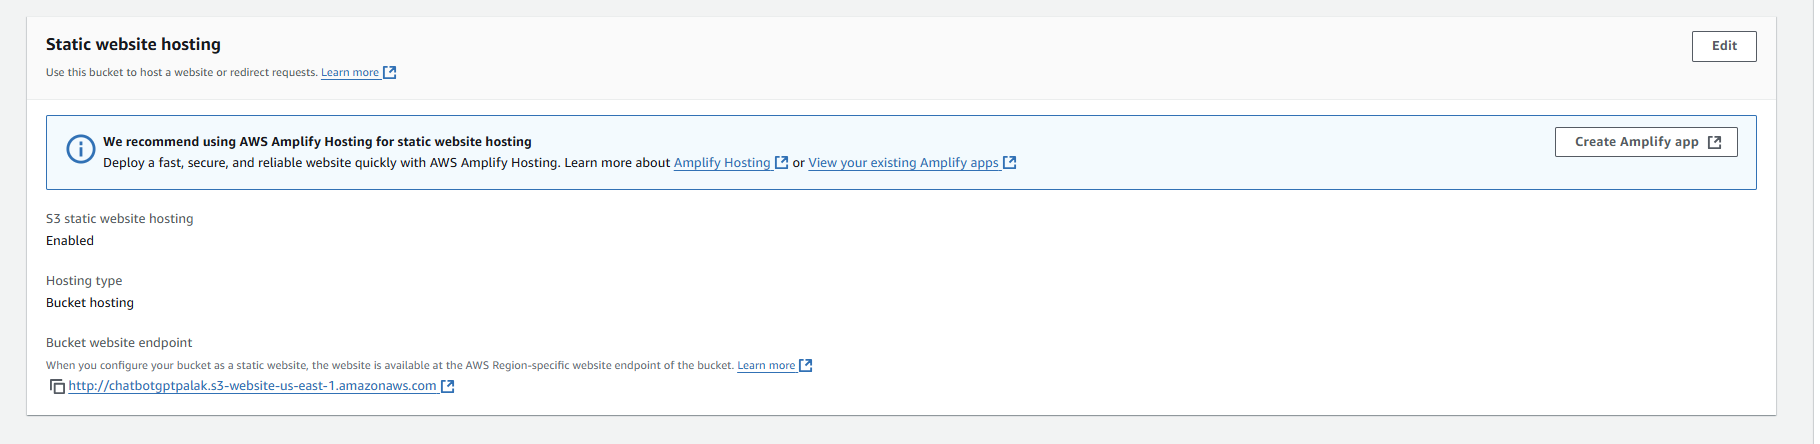 Static website hosting
Edit
Use this bucket to host a website or redirect requests. Learn more
We recommend using AWS Amplify Hosting for static website hosting
Deploy a fast, secure, and reliable website quickly with AWS Amplify Hosting. Learn more about Amplify Hosting or View your existing Amplify apps
Create Amplify app
S3 static website hosting
Enabled
Hosting type
Bucket hosting
Bucket website endpoint
When you configure your bucket as a static website, the website is available at the AWS Region-specific website endpoint of the bucket. Learn more
http://chatbotgptpalak.s3-website-us-east-1.amazonaws.com